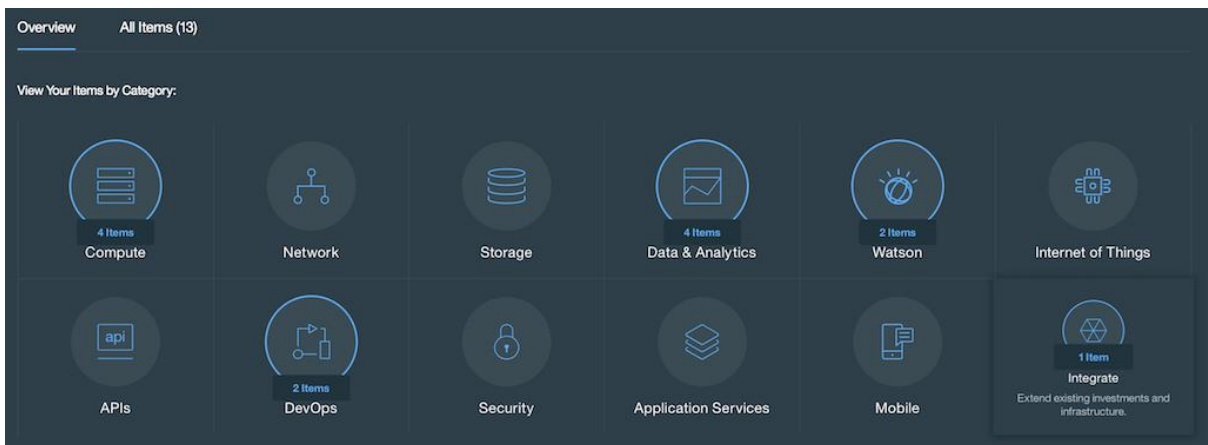 Overview All Items (13)
View Your Items by Category:
4 Items 4 Items 2 Items
Compute Network Storage Data & Analytics Watson Internet of Things
api
1 Item
2 Items Integrate
APIs DevOps Security Application Services Mobile Extend existing investments and
infrastructure.